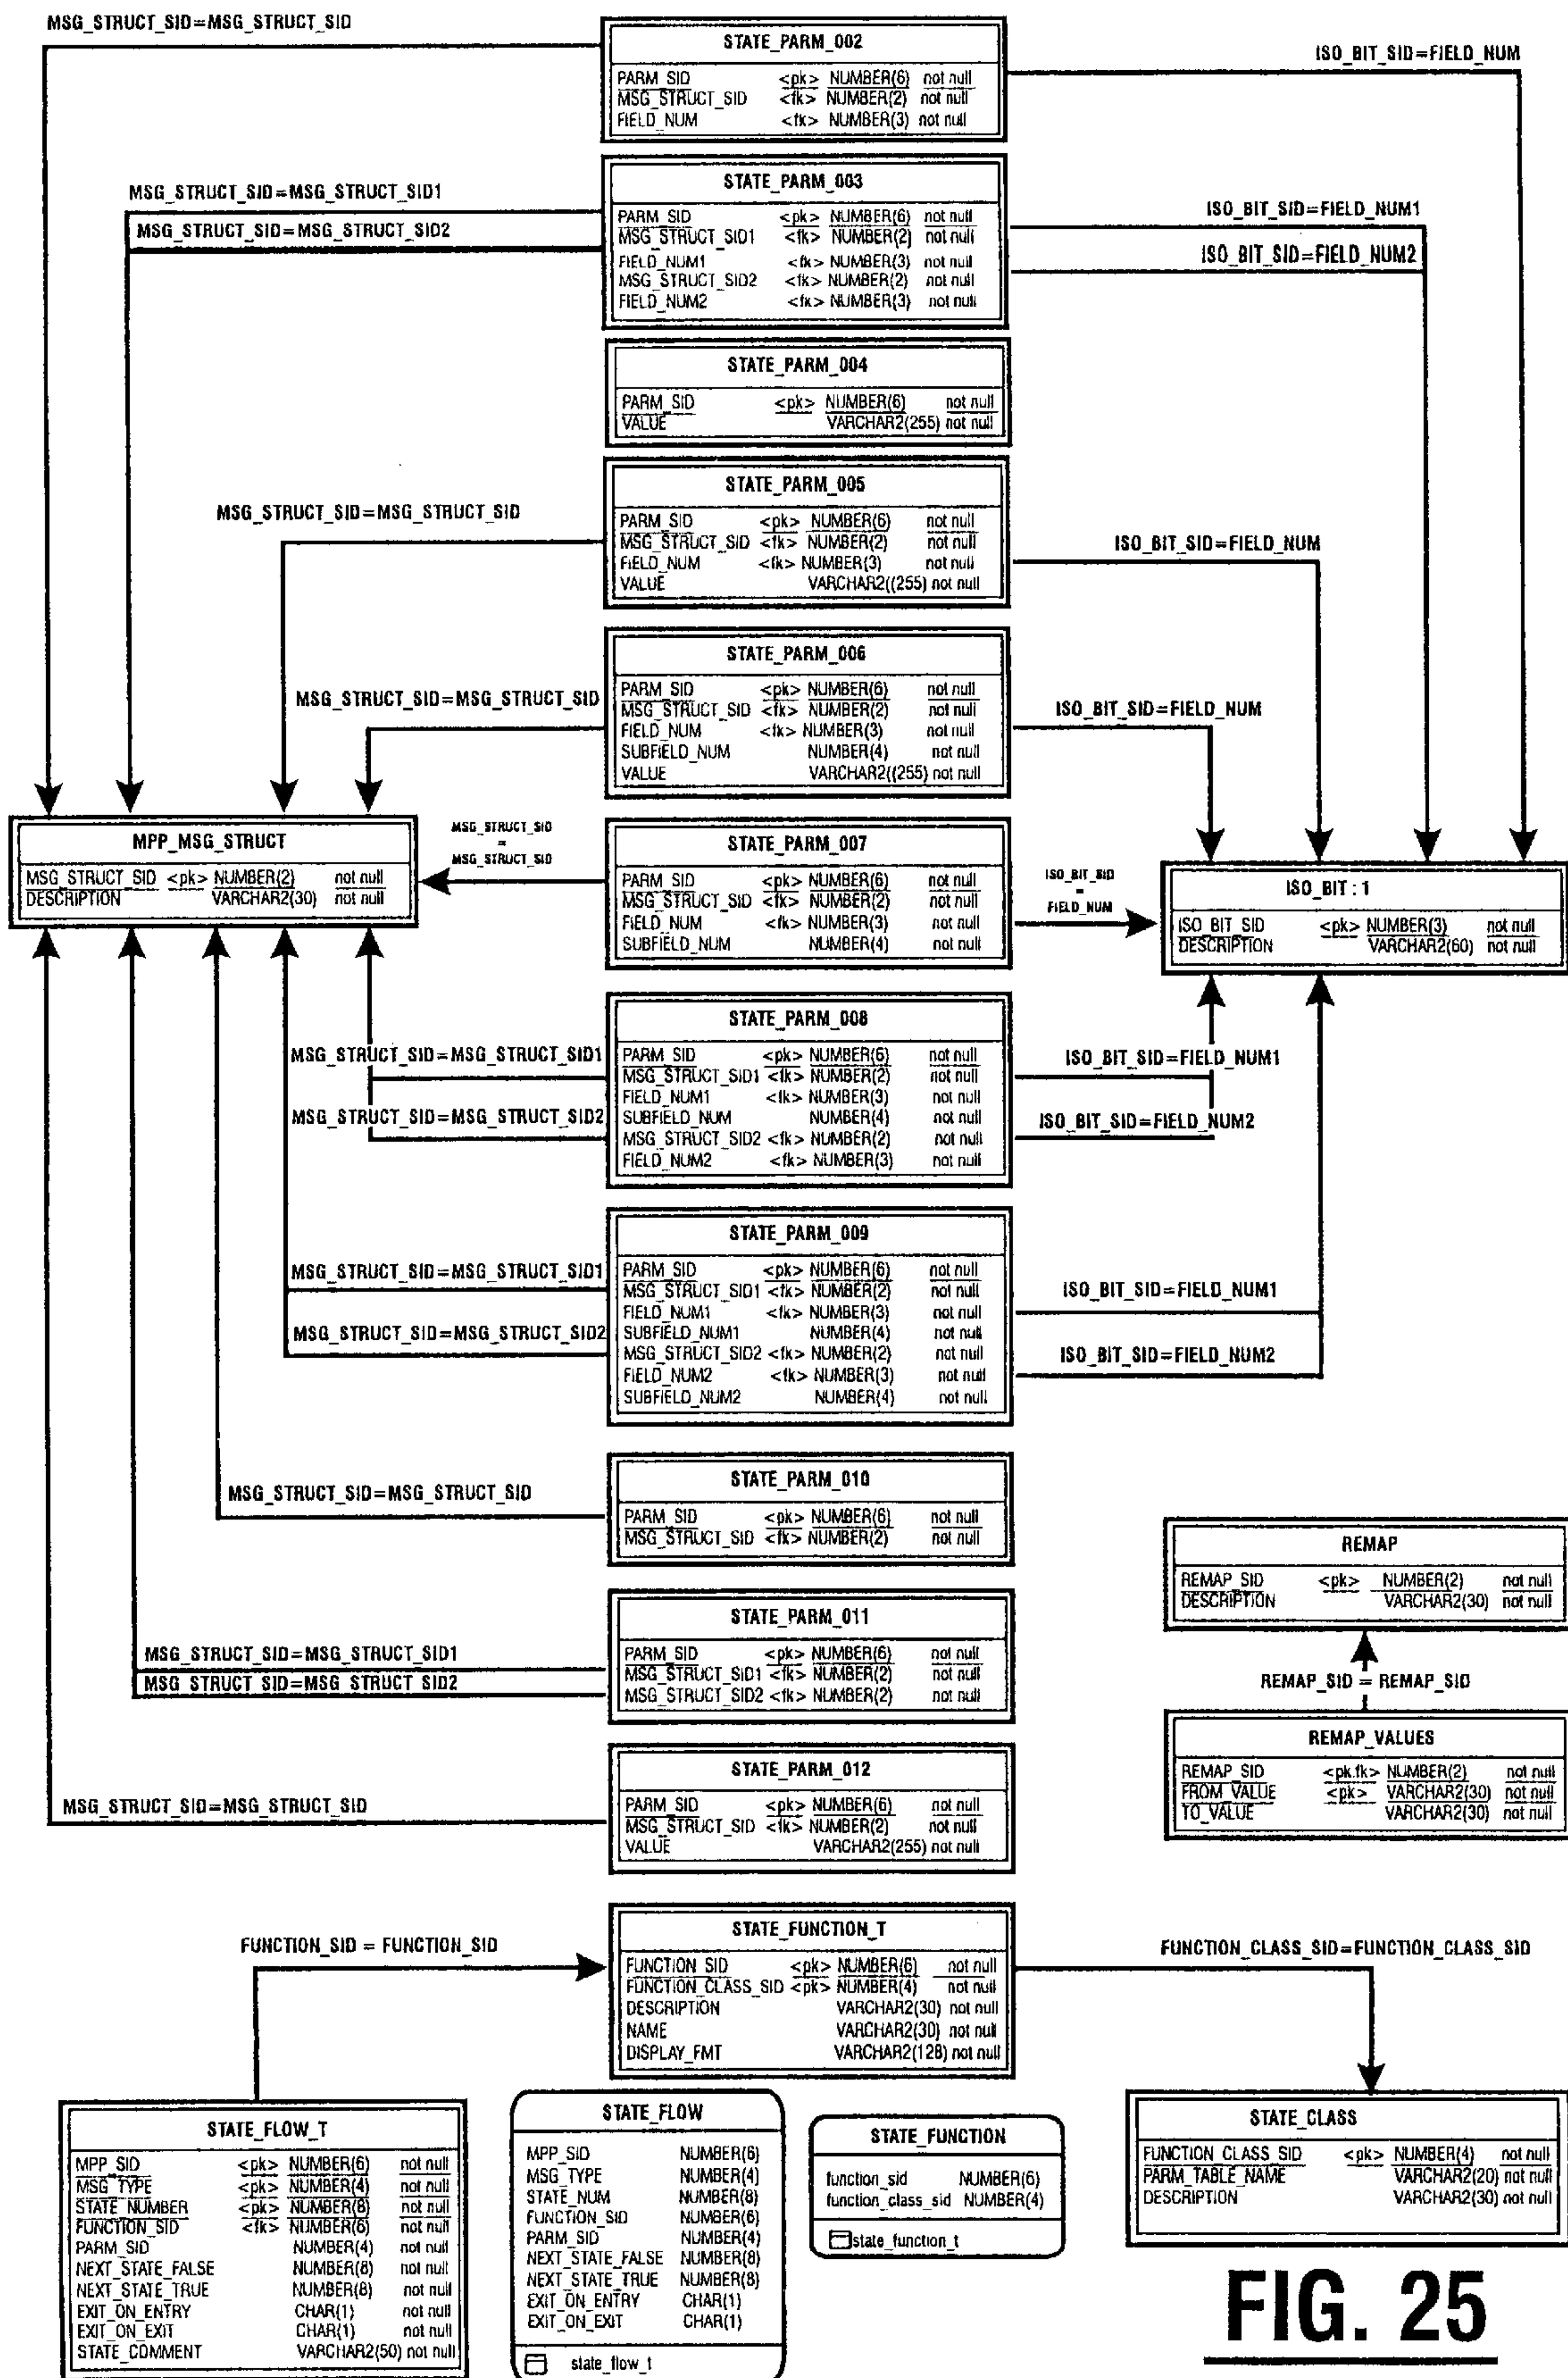 MSG_STRUCT_SID=MSG_STRUCT_SID
STATE_PARM_002
ISO_BIT_SID=FIELD_NUM
PARM_SID <pk> NUMBER(6) not null
MSG_STRUCT_SID <fk> NUMBER(2) not null
FIELD_NUM <fk> NUMBER(3) not null
STATE_PARM_003
MSG_STRUCT_SID=MSG_STRUCT_SID1
MSG_STRUCT_SID=MSG_STRUCT_SID2
ISO_BIT_SID=FIELD_NUM1
ISO_BIT_SID=FIELD_NUM2
PARM_SID <pk> NUMBER(6) not null
MSG_STRUCT_SID1 <fk> NUMBER(2) not null
FIELD_NUM1 <fk> NUMBER(3) not null
MSG_STRUCT_SID2 <fk> NUMBER(2) not null
FIELD_NUM2 <fk> NUMBER(3) not null
STATE_PARM_004
PARM_SID <pk> NUMBER(6) not null
VALUE VARCHAR2(255) not null
STATE_PARM_005
MSG_STRUCT_SID=MSG_STRUCT_SID
ISO_BIT_SID=FIELD_NUM
PARM_SID <pk> NUMBER(6) not null
MSG_STRUCT_SID <fk> NUMBER(2) not null
FIELD_NUM <fk> NUMBER(3) not null
VALUE VARCHAR2((255) not null
STATE_PARM_006
MSG_STRUCT_SID=MSG_STRUCT_SID
ISO_BIT_SID=FIELD_NUM
PARM_SID <pk> NUMBER(6) not null
MSG_STRUCT_SID <fk> NUMBER(2) not null
FIELD_NUM <fk> NUMBER(3) not null
SUBFIELD_NUM NUMBER(4) not null
VALUE VARCHAR2((255) not null
MPP_MSG_STRUCT
MSG_STRUCT_SID <pk> NUMBER(2) not null
DESCRIPTION VARCHAR2(30) not null
MSG_STRUCT_SID
=
MSG_STRUCT_SID
STATE_PARM_007
PARM_SID <pk> NUMBER(6) not null
MSG_STRUCT_SID <fk> NUMBER(2) not null
FIELD_NUM <fk> NUMBER(3) not null
SUBFIELD_NUM NUMBER(4) not null
ISO_BIT_SID
=
FIELD_NUM
ISO_BIT : 1
ISO_BIT_SID <pk> NUMBER(3) not null
DESCRIPTION VARCHAR2(60) not null
STATE_PARM_008
MSG_STRUCT_SID=MSG_STRUCT_SID1
MSG_STRUCT_SID=MSG_STRUCT_SID2
ISO_BIT_SID=FIELD_NUM1
ISO_BIT_SID=FIELD_NUM2
PARM_SID <pk> NUMBER(6) not null
MSG_STRUCT_SID1 <fk> NUMBER(2) not null
FIELD_NUM1 <fk> NUMBER(3) not null
SUBFIELD_NUM NUMBER(4) not null
MSG_STRUCT_SID2 <fk> NUMBER(2) not null
FIELD_NUM2 <fk> NUMBER(3) not null
STATE_PARM_009
MSG_STRUCT_SID=MSG_STRUCT_SID1
MSG_STRUCT_SID=MSG_STRUCT_SID2
ISO_BIT_SID=FIELD_NUM1
ISO_BIT_SID=FIELD_NUM2
PARM_SID <pk> NUMBER(6) not null
MSG_STRUCT_SID1 <fk> NUMBER(2) not null
FIELD_NUM1 <fk> NUMBER(3) not null
SUBFIELD_NUM1 NUMBER(4) not null
MSG_STRUCT_SID2 <fk> NUMBER(2) not null
FIELD_NUM2 <fk> NUMBER(3) not null
SUBFIELD_NUM2 NUMBER(4) not null
STATE_PARM_010
MSG_STRUCT_SID=MSG_STRUCT_SID
PARM_SID <pk> NUMBER(6) not null
MSG_STRUCT_SID <fk> NUMBER(2) not null
REMAP
REMAP_SID <pk> NUMBER(2) not null
DESCRIPTION VARCHAR2(30) not null
STATE_PARM_011
MSG_STRUCT_SID=MSG_STRUCT_SID1
MSG_STRUCT_SID=MSG_STRUCT_SID2
PARM_SID <pk> NUMBER(6) not null
MSG_STRUCT_SID1 <fk> NUMBER(2) not null
MSG_STRUCT_SID2 <fk> NUMBER(2) not null
REMAP_SID = REMAP_SID
REMAP_VALUES
REMAP_SID <pk.fk> NUMBER(2) not null
FROM_VALUE <pk> VARCHAR2(30) not null
TO_VALUE VARCHAR2(30) not null
STATE_PARM_012
MSG_STRUCT_SID=MSG_STRUCT_SID
PARM_SID <pk> NUMBER(6) not null
MSG_STRUCT_SID <fk> NUMBER(2) not null
VALUE VARCHAR2(255) not null
FUNCTION_SID = FUNCTION_SID
STATE_FUNCTION_T
FUNCTION_CLASS_SID=FUNCTION_CLASS_SID
FUNCTION_SID <pk> NUMBER(6) not null
FUNCTION_CLASS_SID <pk> NUMBER(4) not null
DESCRIPTION VARCHAR2(30) not null
NAME VARCHAR2(30) not null
DISPLAY_FMT VARCHAR2(128) not null
STATE_FLOW_T
MPP_SID <pk> NUMBER(6) not null
MSG_TYPE <pk> NUMBER(4) not null
STATE_NUMBER <pk> NUMBER(8) not null
FUNCTION_SID <fk> NUMBER(6) not null
PARM_SID NUMBER(4) not null
NEXT_STATE_FALSE NUMBER(8) not null
NEXT_STATE_TRUE NUMBER(8) not null
EXIT_ON_ENTRY CHAR(1) not null
EXIT_ON_EXIT CHAR(1) not null
STATE_COMMENT VARCHAR2(50) not null
STATE_FLOW
MPP_SID NUMBER(6)
MSG_TYPE NUMBER(4)
STATE_NUM NUMBER(8)
FUNCTION_SID NUMBER(6)
PARM_SID NUMBER(4)
NEXT_STATE_FALSE NUMBER(8)
NEXT_STATE_TRUE NUMBER(8)
EXIT_ON_ENTRY CHAR(1)
EXIT_ON_EXIT CHAR(1)
state_flow_t
STATE_FUNCTION
function_sid NUMBER(6)
function_class_sid NUMBER(4)
state_function_t
STATE_CLASS
FUNCTION_CLASS_SID <pk> NUMBER(4) not null
PARM_TABLE_NAME VARCHAR2(20) not null
DESCRIPTION VARCHAR2(30) not null
FIG. 25